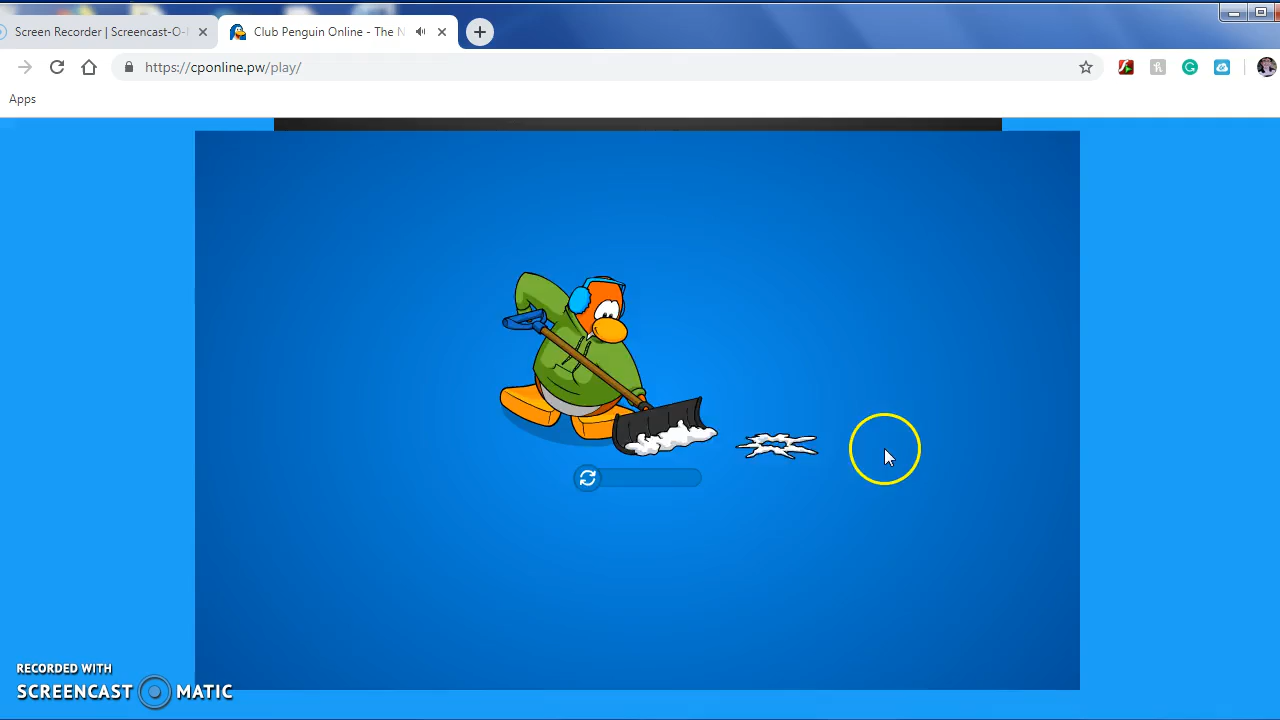 Screen Recorder | Screencast-O-
Club Penguin Online - The N
https://cponline.pw/play/
Apps
RECORDED WITH
SCREENCAST MATIC